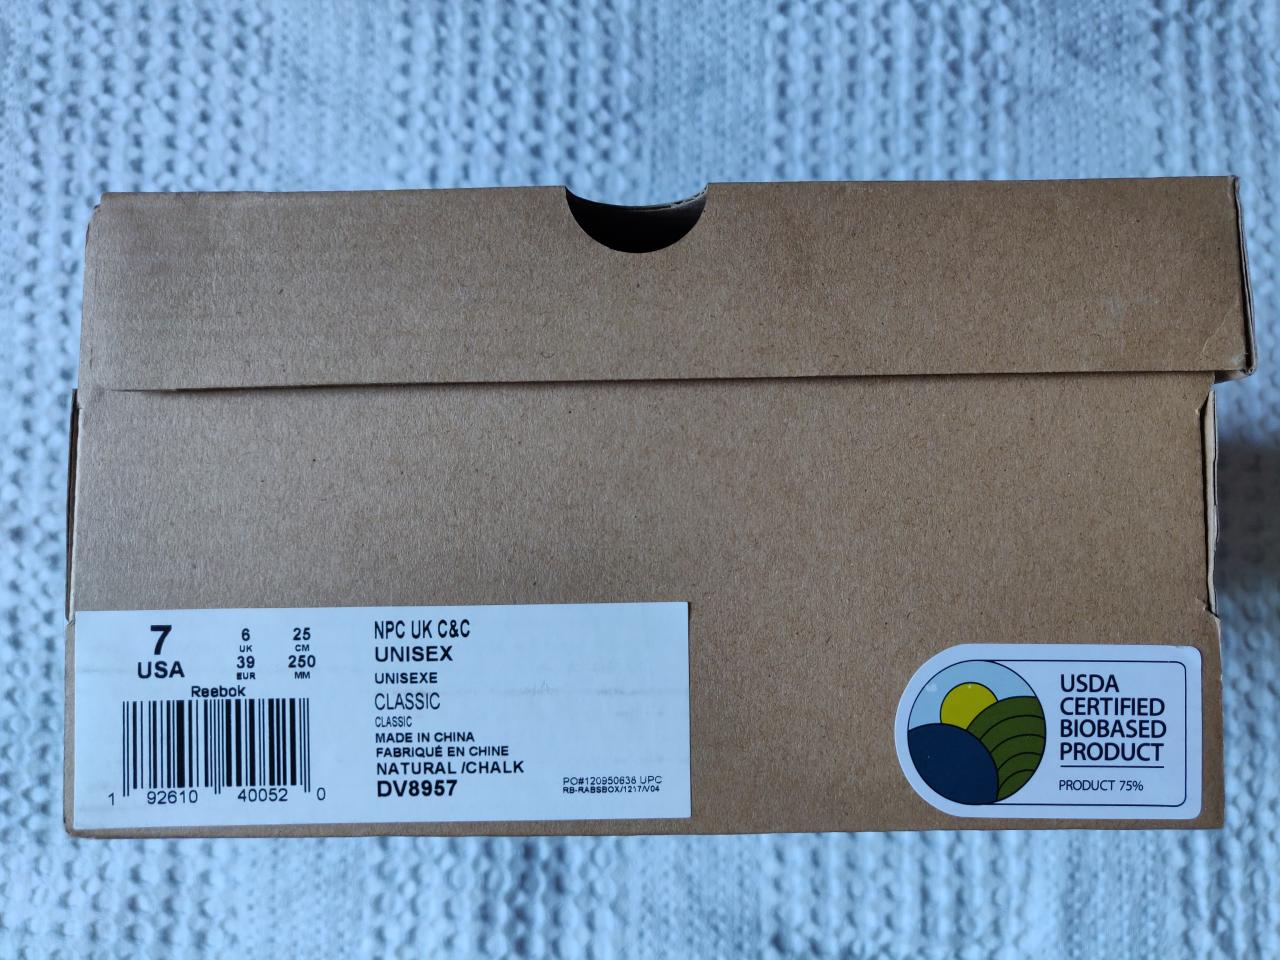 7
USA
6
UK
39
EUR
25
CM
250
MM
Reebok
1 92610 40052 0
NPC UK C&C
UNISEX
UNISEXE
CLASSIC
CLASSIC
MADE IN CHINA
FABRIQUÉ EN CHINE
NATURAL /CHALK
DV8957
PO#120950636 UPC
RB-RABSBOX/1217/V04
USDA
CERTIFIED
BIOBASED
PRODUCT
PRODUCT 75%